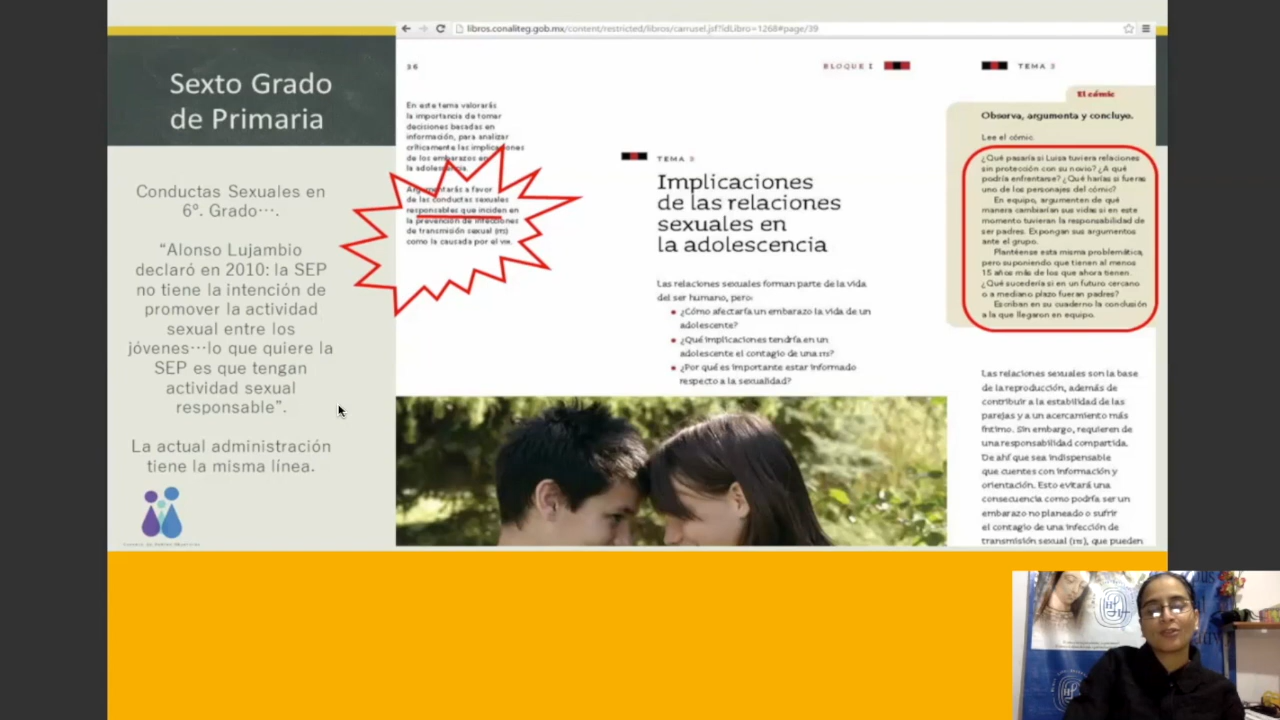 Sexto Grado
de Primaria
Conductas Sexuales en
6º. Grado….
“Alonso Lujambio
declaró en 2010: la SEP
no tiene la intención de
promover la actividad
sexual entre los
jóvenes…lo que quiere la
SEP es que tengan
actividad sexual
responsable”.
La actual administración
tiene la misma línea.
libros.conaliteg.gob.mx/content/restricted/libros/carrusel.jsf?idLibro=1268#page/39
36
BLOQUE I
En esta tema valorarás
la importancia de tomar
decisiones basadas en
información, para analizar
críticamente las implicaciones
de los embarazos en
la adolescencia.
Argumentarás a favor
de las conductas sexuales
responsables que inciden en
la prevención de infecciones
de transmisión sexual (ITS)
como la causada por el VIH.
TEMA 3
Implicaciones
de las relaciones
sexuales en
la adolescencia
Las relaciones sexuales forman parte de la vida
del ser humano, pero:
• ¿Cómo afectaría un embarazo la vida de un
adolescente?
• ¿Qué implicaciones tendría en un
adolescente el contagio de una ITS?
• ¿Por qué es importante estar informado
respecto a la sexualidad?
TEMA 3
El cómic
Observa, argumenta y concluye.
Lee el cómic.
¿Qué pasaría si Luisa tuviera relaciones
sin protección con su novio? ¿A qué
podría enfrentarse? ¿Qué harías si fueras
uno de los personajes del cómic?
En equipo, argumenten de qué
manera cambiarían sus vidas si en este
momento tuvieran la responsabilidad de
ser padres. Expongan sus argumentos
ante el grupo.
Plantéense esta misma problemática,
pero suponiendo que tienen al menos
15 años más de los que ahora tienen.
¿Qué sucedería si en un futuro cercano
o a mediano plazo fueran padres?
Escriban en su cuaderno la conclusión
a la que llegaron en equipo.
Las relaciones sexuales son la base
de la reproducción, además de
contribuir a la estabilidad de las
parejas y a un acercamiento más
íntimo. Sin embargo, requieren de
una responsabilidad compartida.
De ahí que sea indispensable
que cuentes con información y
orientación. Esto evitará una
consecuencia como podría ser un
embarazo no planeado o sufrir
el contagio de una infección de
transmisión sexual (ITS), que pueden